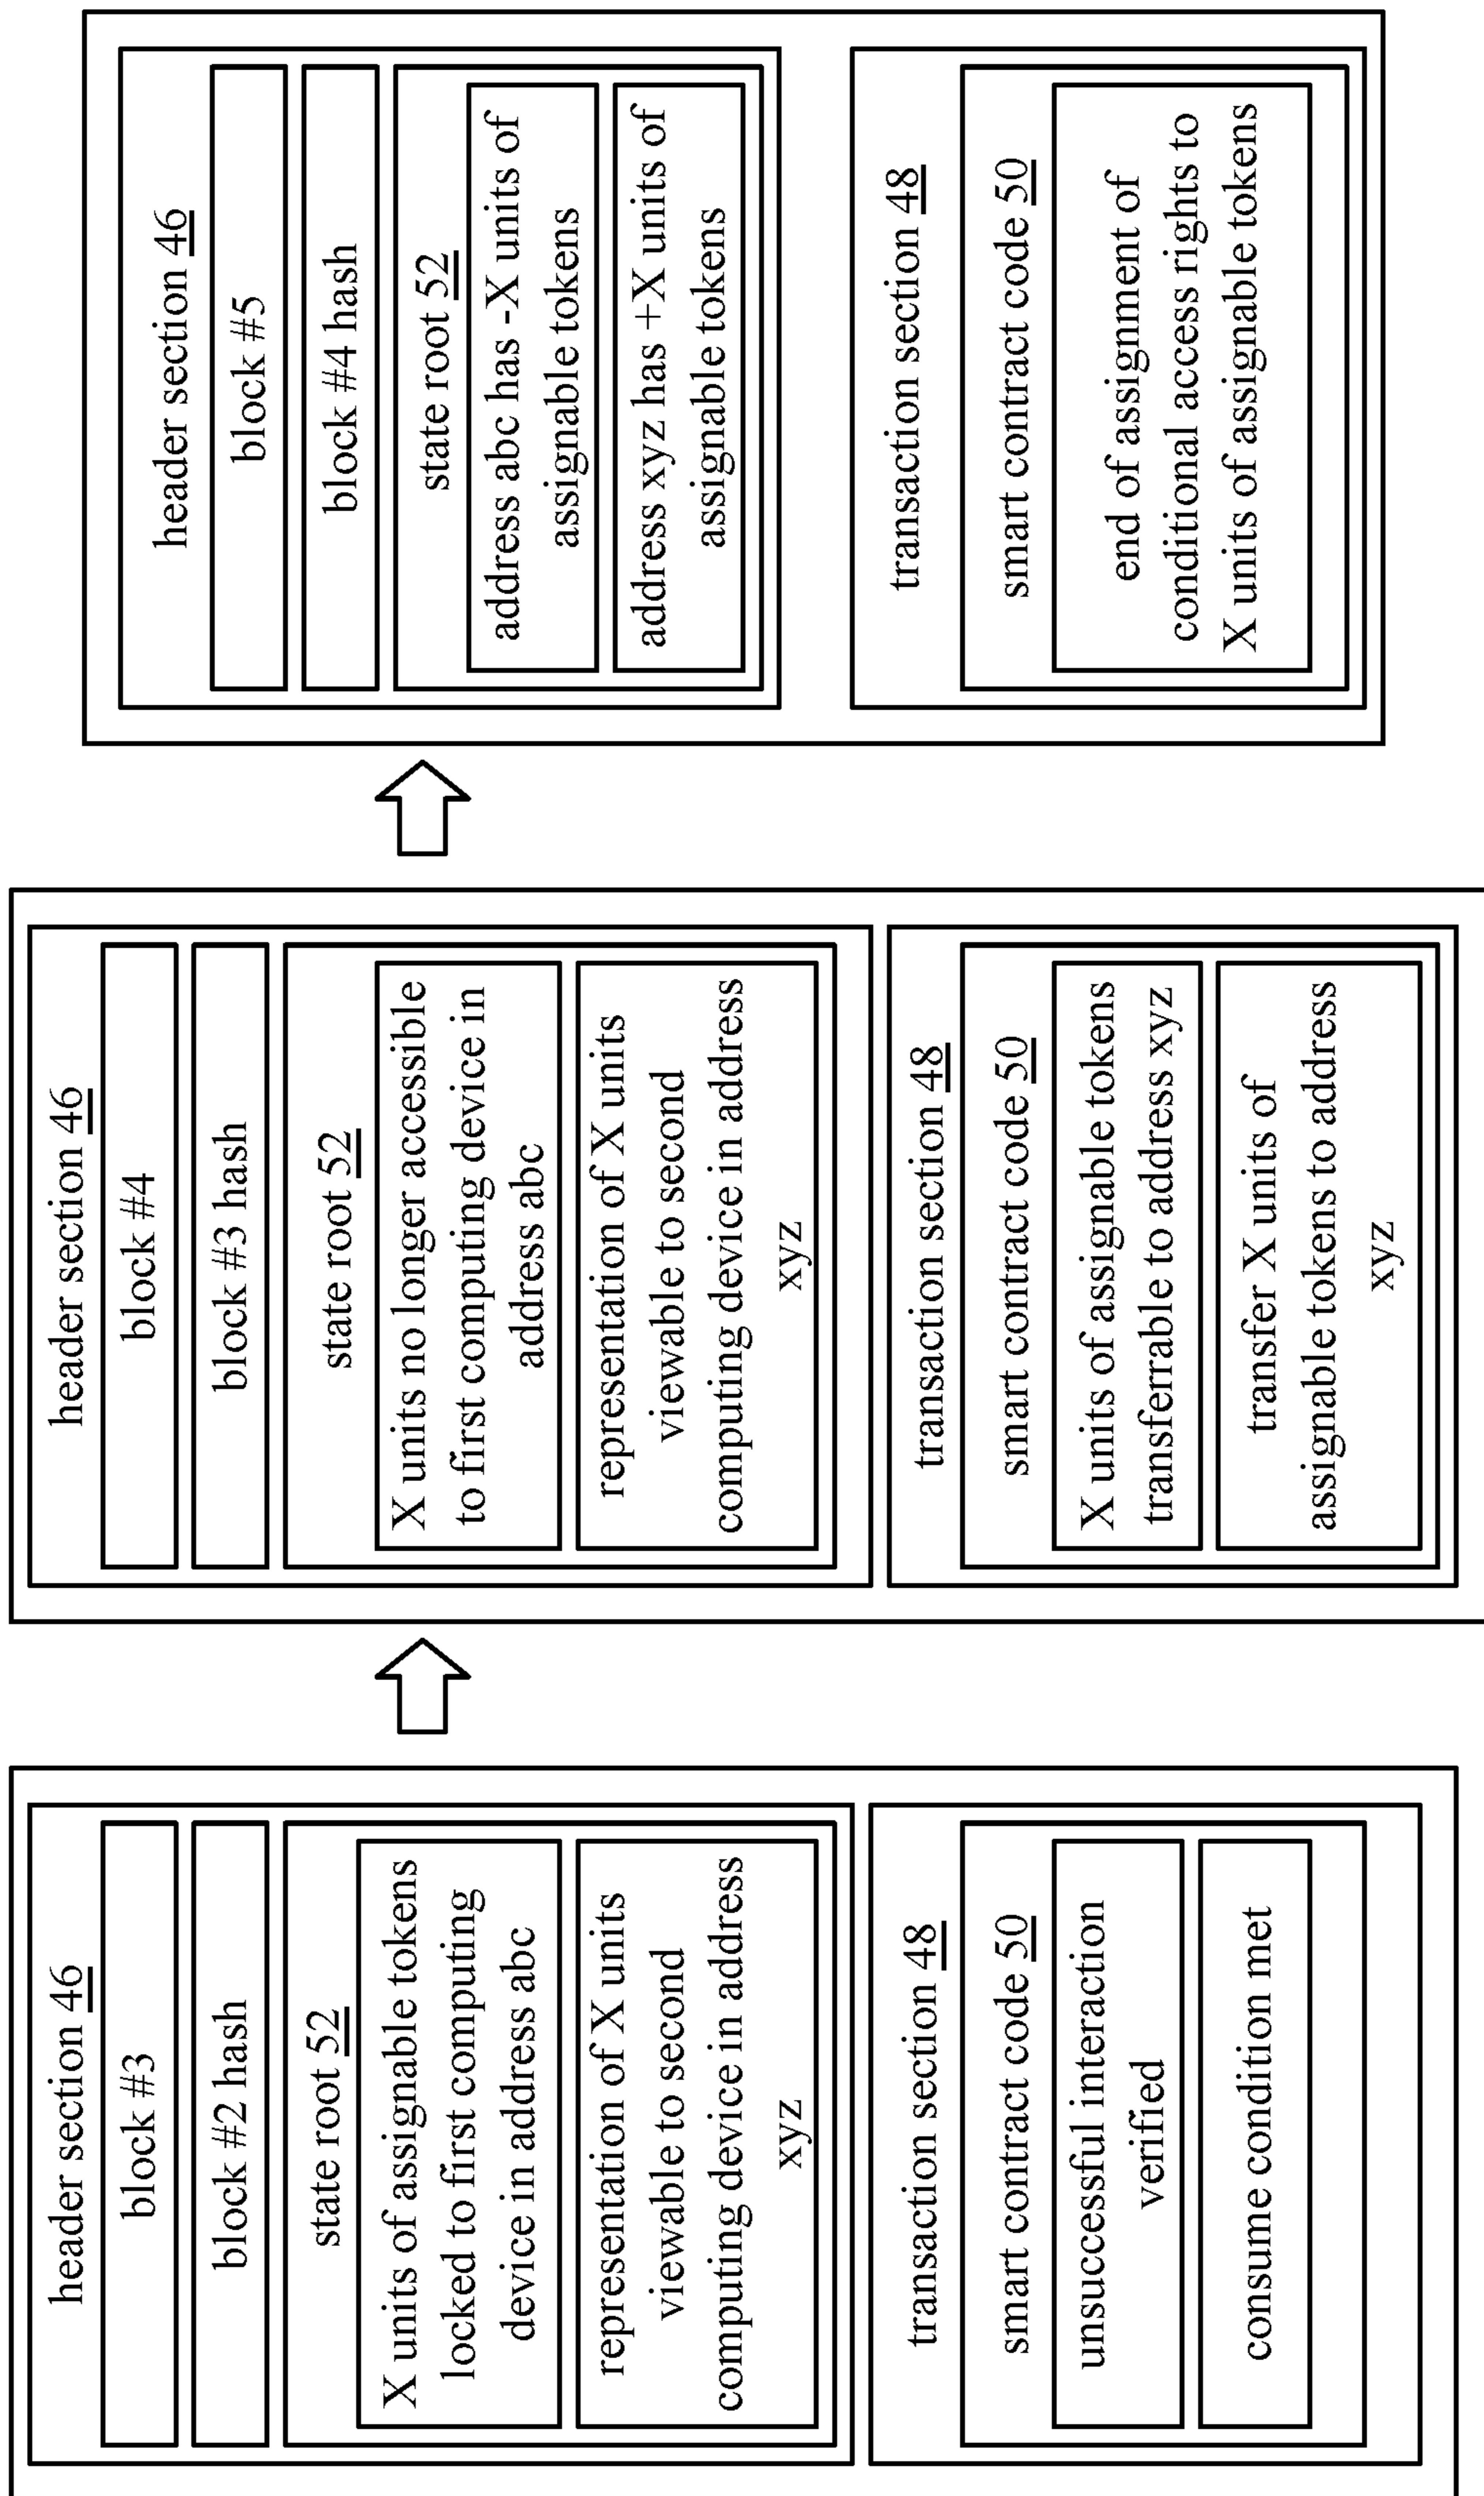 header section 46
block #3
block #2 hash
state root 52
X units of assignable tokens
locked to first computing
device in address abc
representation of X units
viewable to second
computing device in address
xyz
transaction section 48
smart contract code 50
unsuccessful interaction
verified
consume condition met
header section 46
block #4
block #3 hash
state root 52
X units no longer accessible
to first computing device in
address abc
representation of X units
viewable to second
computing device in address
xyz
transaction section 48
smart contract code 50
X units of assignable tokens
transferrable to address xyz
transfer X units of
assignable tokens to address
xyz
header section 46
block #5
block #4 hash
state root 52
address abc has -X units of
assignable tokens
address xyz has +X units of
assignable tokens
transaction section 48
smart contract code 50
end of assignment of
conditional access rights to
X units of assignable tokens